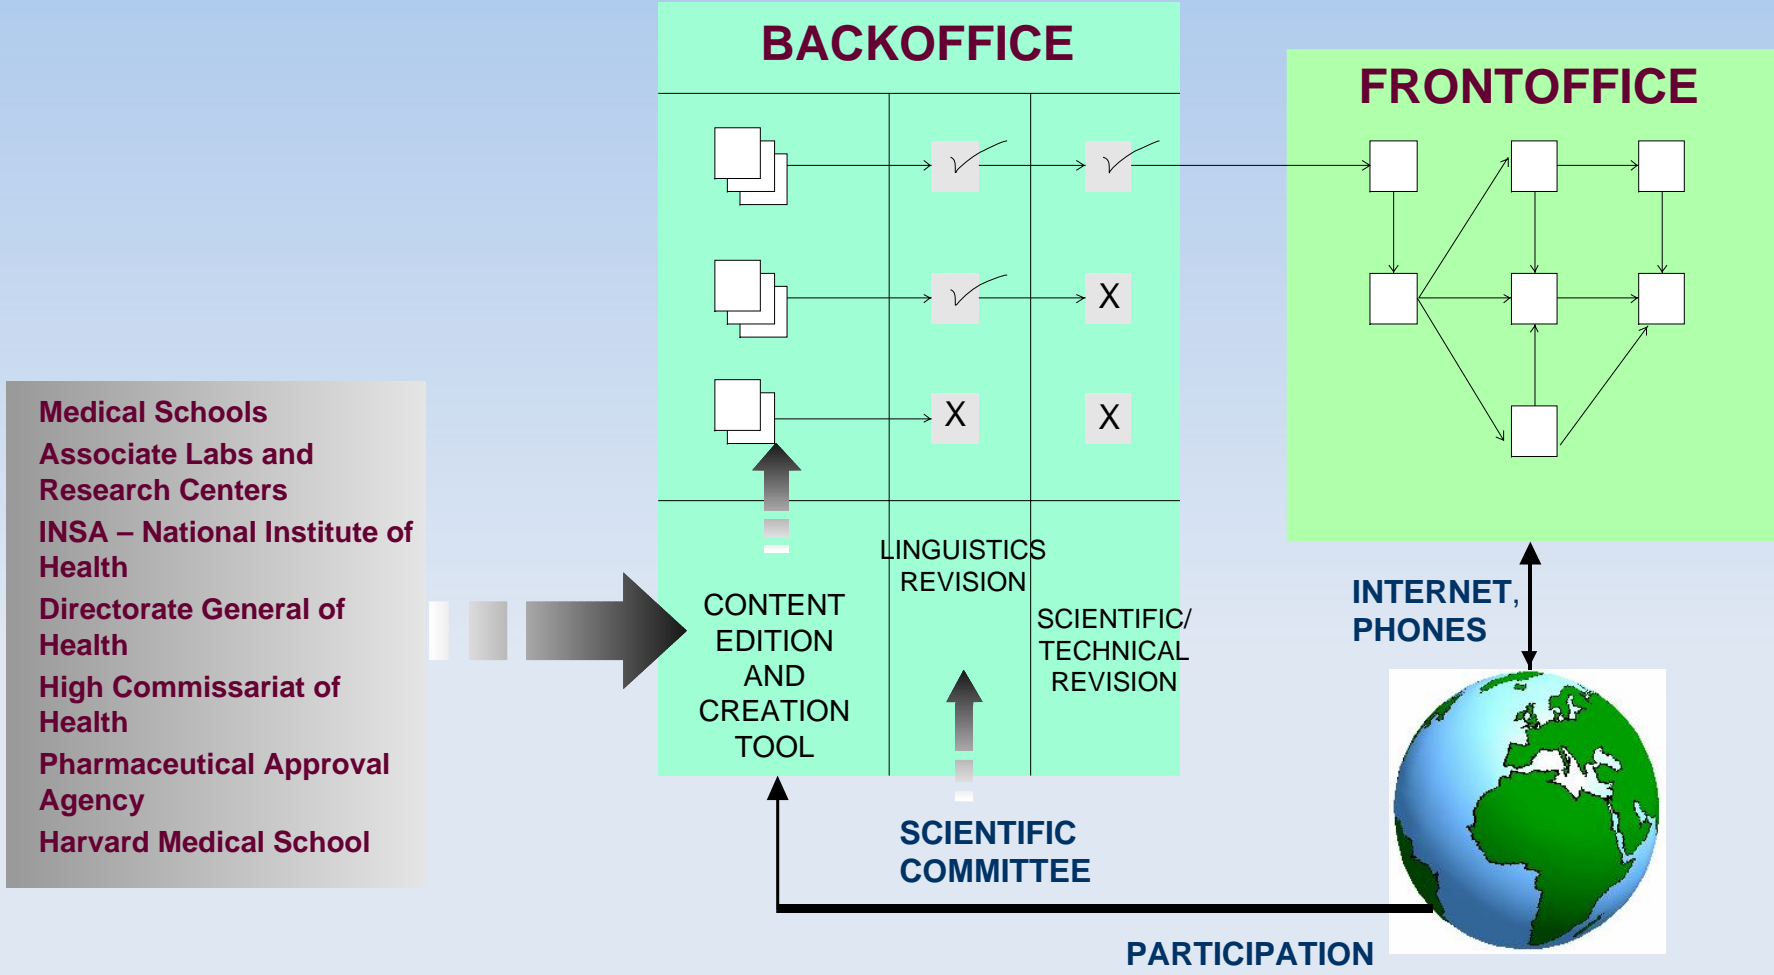 BACKOFFICE
FRONTOFFICE
X
X
X
Medical Schools
Associate Labs and
Research Centers
INSA – National Institute of
Health
Directorate General of
Health
High Commissariat of
Health
Pharmaceutical Approval
Agency
Harvard Medical School
CONTENT
EDITION
AND
CREATION
TOOL
LINGUISTICS
REVISION
SCIENTIFIC/
TECHNICAL
REVISION
INTERNET,
PHONES
SCIENTIFIC
COMMITTEE
PARTICIPATION